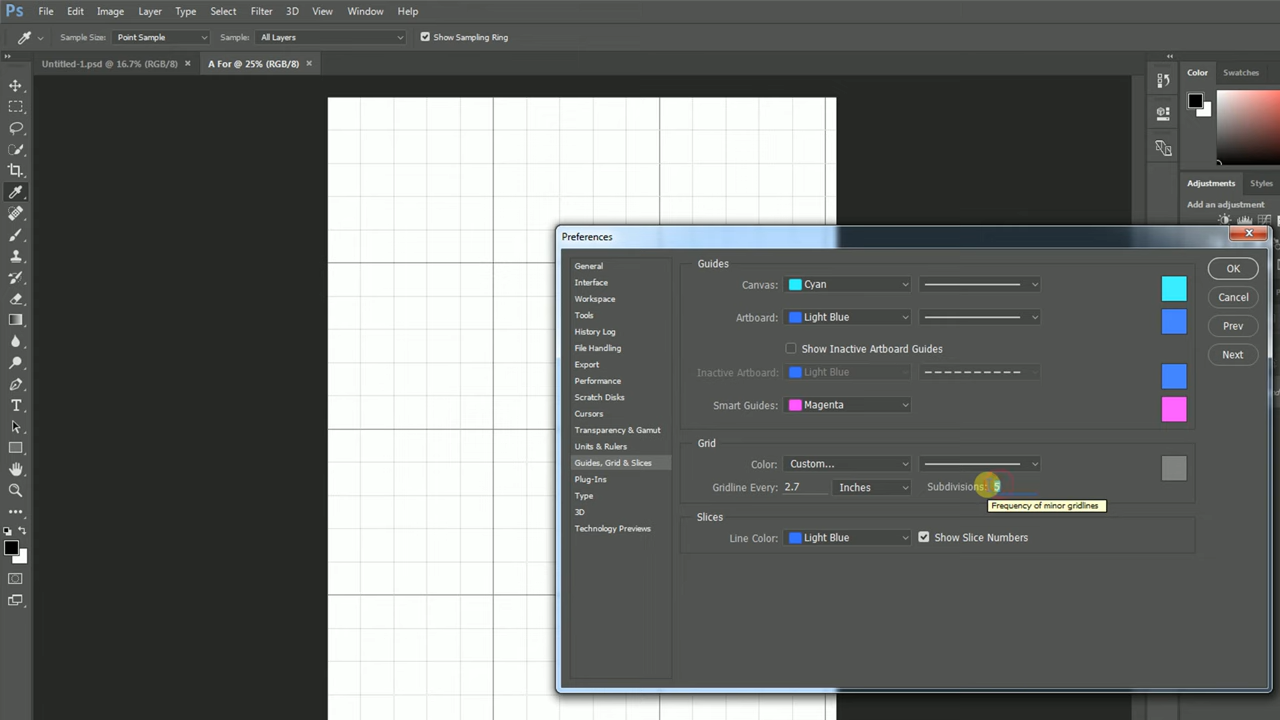 Ps File Edit Image Layer Type Select Filter 3D View Window Help
Sample Size: Point Sample Sample: All Layers Show Sampling Ring
Untitled-1.psd @ 16.7% (RGB/8) × A For @ 25% (RGB/8) ×
Color Swatches
Adjustments Styles
Add an adjustment
Preferences
General
Interface
Workspace
Tools
History Log
File Handling
Export
Performance
Scratch Disks
Cursors
Transparency & Gamut
Units & Rulers
Guides, Grid & Slices
Plug-Ins
Type
3D
Technology Previews
Guides
Canvas: Cyan
Artboard: Light Blue
Show Inactive Artboard Guides
Inactive Artboard: Light Blue
Smart Guides: Magenta
Grid
Color: Custom...
Gridline Every: 2.7 Inches Subdivisions: 5
Frequency of minor gridlines
Slices
Line Color: Light Blue Show Slice Numbers
OK
Cancel
Prev
Next